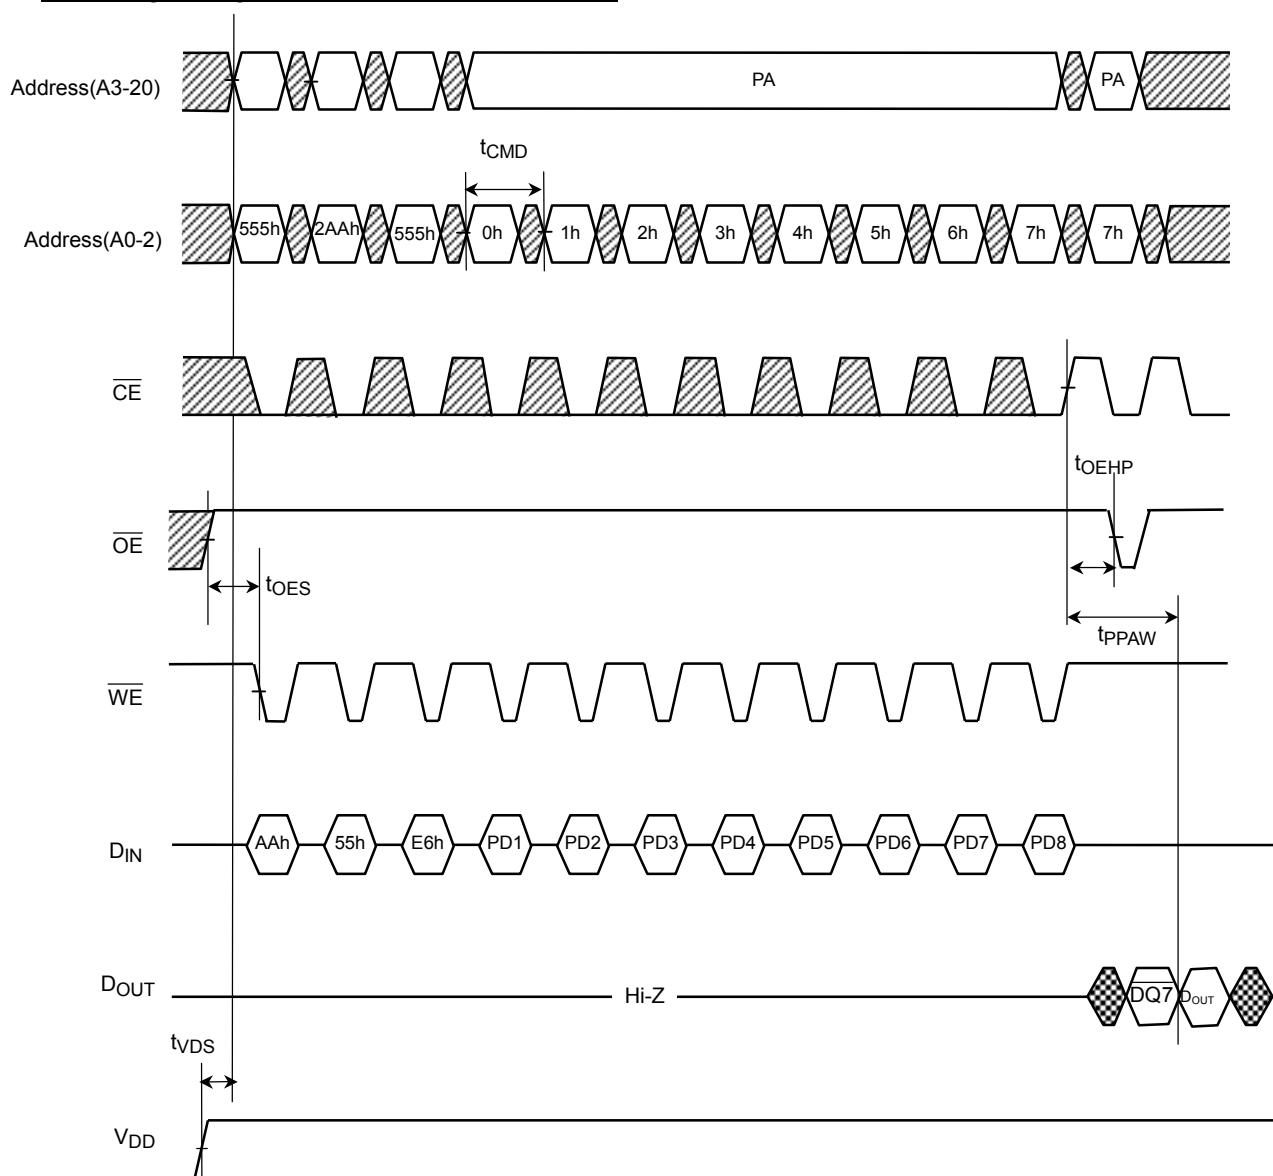 Address(A3-20) PA PA
tCMD
Address(A0-2) 555h 2AAh 555h 0h 1h 2h 3h 4h 5h 6h 7h 7h
CE
tOEHP
OE
tOES
tPPAW
WE
DIN AAh 55h E6h PD1 PD2 PD3 PD4 PD5 PD6 PD7 PD8
DOUT Hi-Z DQ7 DOUT
tVDS
VDD